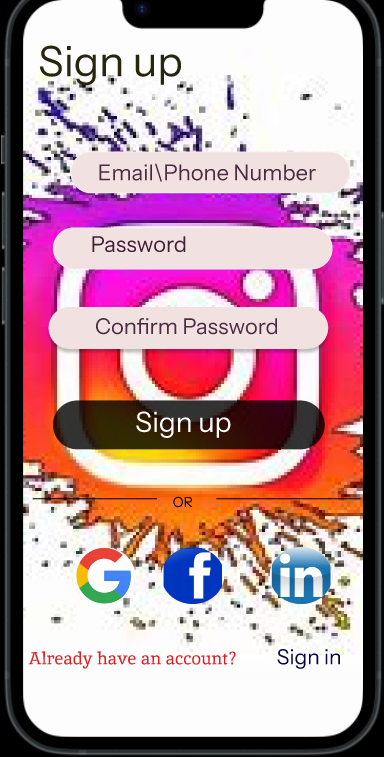 Sign up
Email\Phone Number
Password
Confirm Password
Sign up
OR
G f in
Already have an account? Sign in